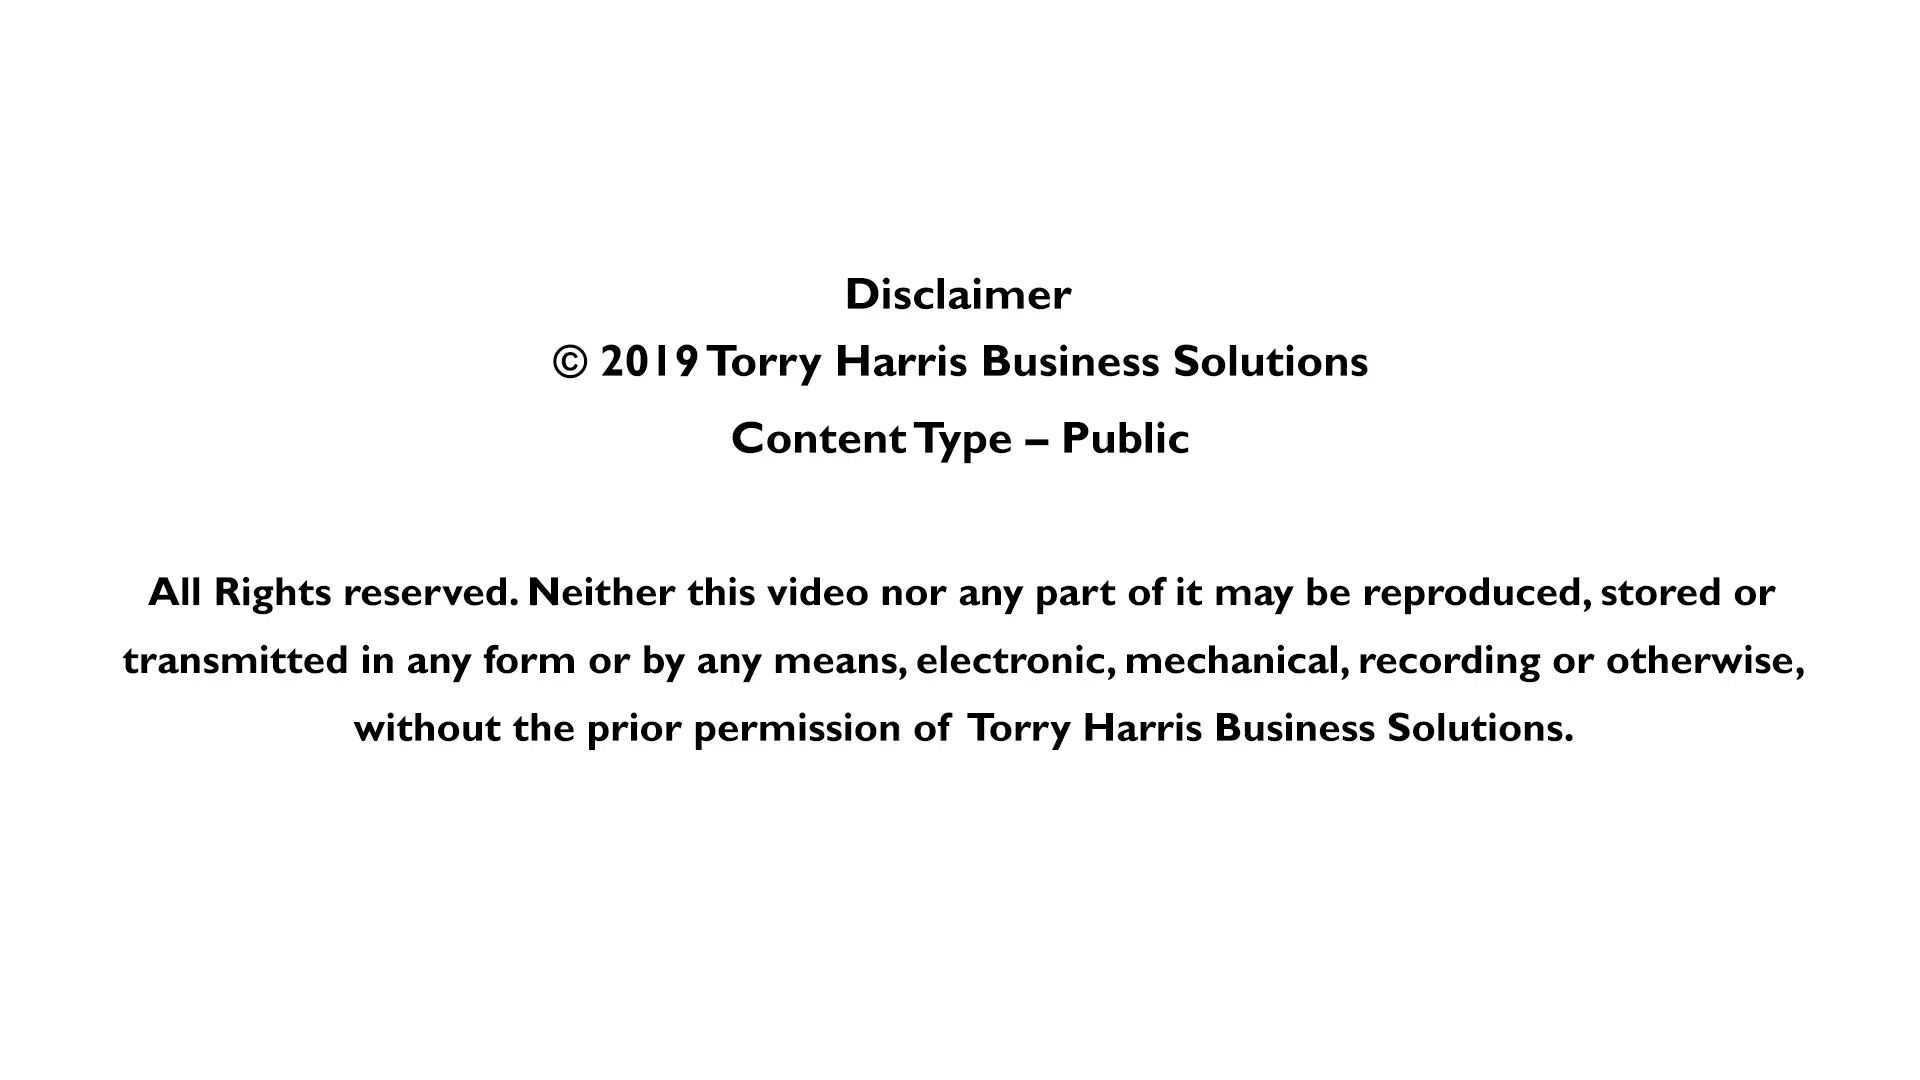 Disclaimer
© 2019 Torry Harris Business Solutions
Content Type – Public
All Rights reserved. Neither this video nor any part of it may be reproduced, stored or
transmitted in any form or by any means, electronic, mechanical, recording or otherwise,
without the prior permission of Torry Harris Business Solutions.